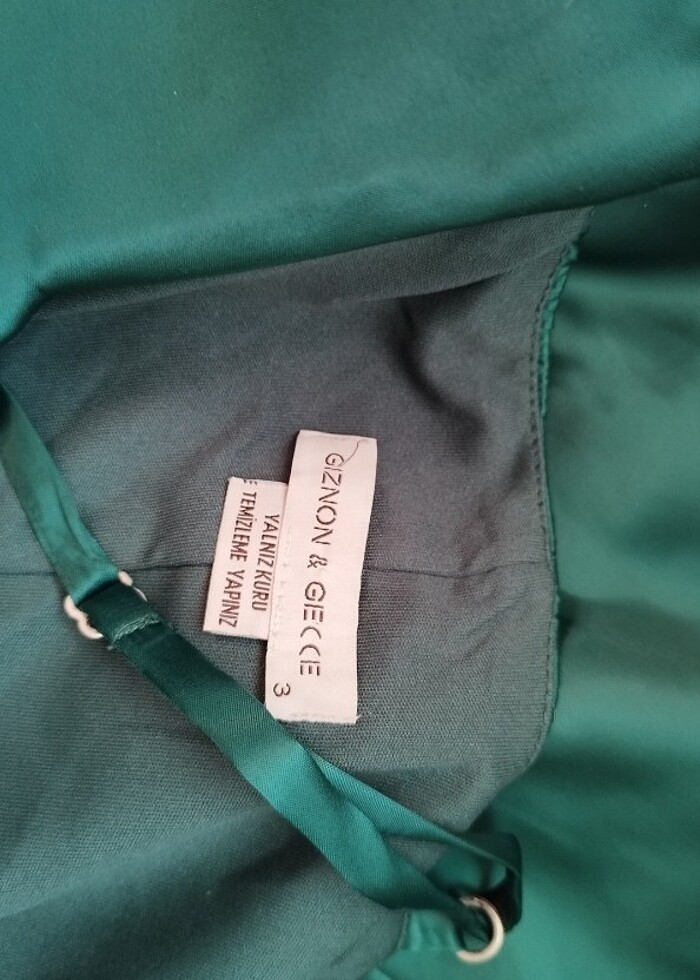 GIZNON & GECCE
3
YALNIZ KURU
TEMİZLEME YAPINIZ